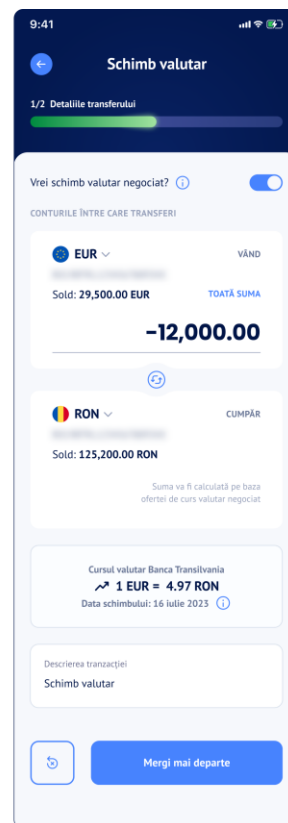 9:41
Schimb valutar
1/2 Detaliile transferului
Vrei schimb valutar negociat?
CONTURILE ÎNTRE CARE TRANSFERI
EUR VÂND
Sold: 29,500.00 EUR TOATĂ SUMA
-12,000.00
RON CUMPĂR
Sold: 125,200.00 RON
Suma va fi calculată pe baza
ofertei de curs valutar negociat
Cursul valutar Banca Transilvania
1 EUR = 4.97 RON
Data schimbului: 16 iulie 2023
Descrierea tranzacției
Schimb valutar
Mergi mai departe